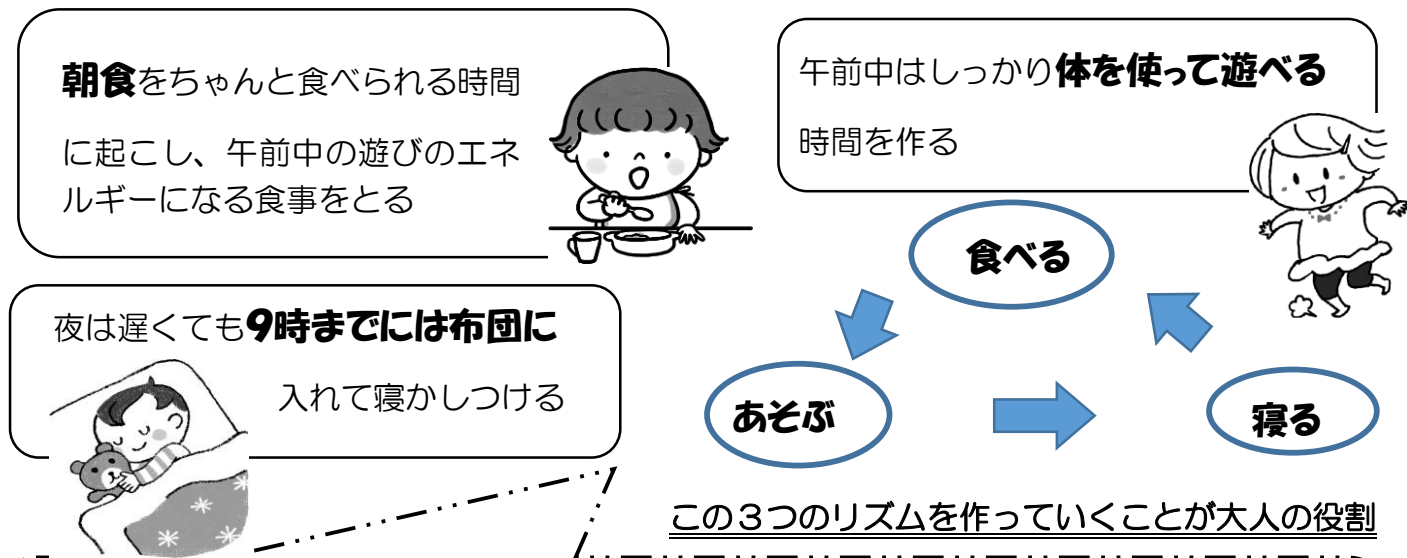 朝食をちゃんと食べられる時間
に起こし、午前中の遊びのエネ
ルギーになる食事をとる
午前中はしっかり体を使って遊べる
時間を作る
食べる
夜は遅くても9時までには布団に
入れて寝かしつける
あそぶ
寝る
この3つのリズムを作っていくことが大人の役割